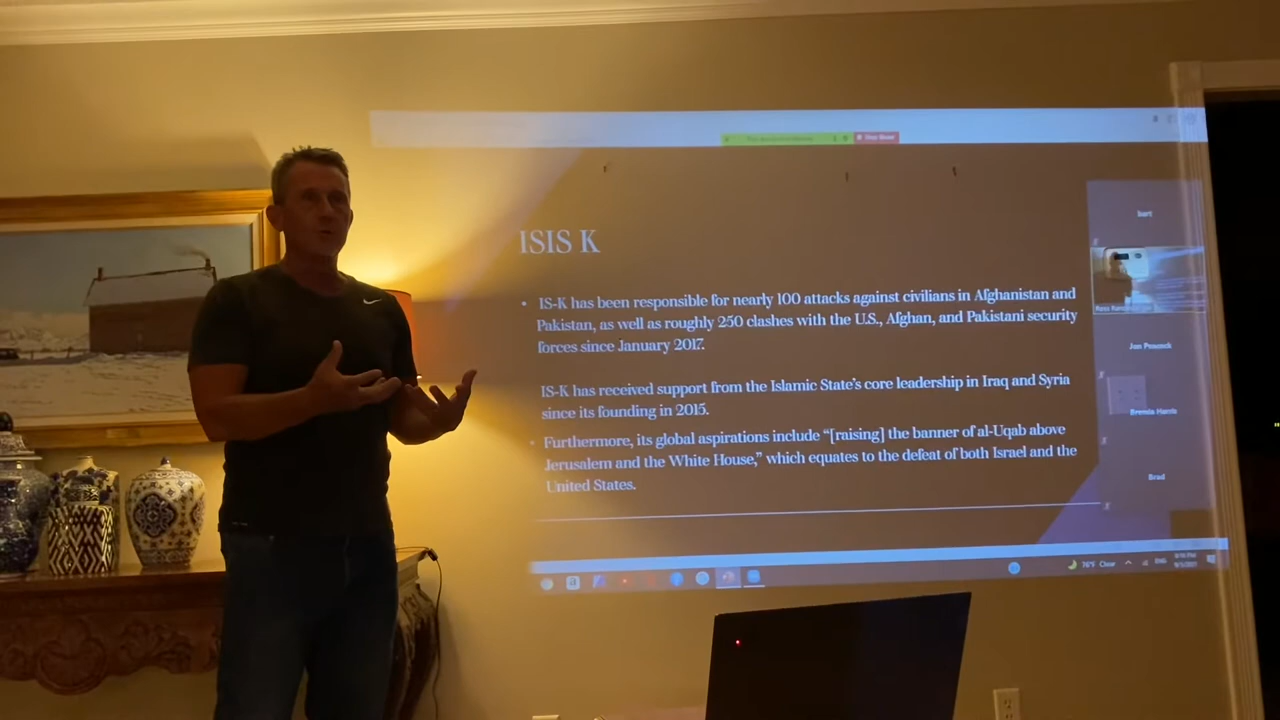 ISIS K
• IS-K has been responsible for nearly 100 attacks against civilians in Afghanistan and
Pakistan, as well as roughly 250 clashes with the U.S., Afghan, and Pakistani security
forces since January 2017.
IS-K has received support from the Islamic State's core leadership in Iraq and Syria
since its founding in 2015.
• Furthermore, its global aspirations include “[raising] the banner of al-Uqab above
Jerusalem and the White House,” which equates to the defeat of both Israel and the
United States.
Brenda Harris
Brad
Clear
ENG